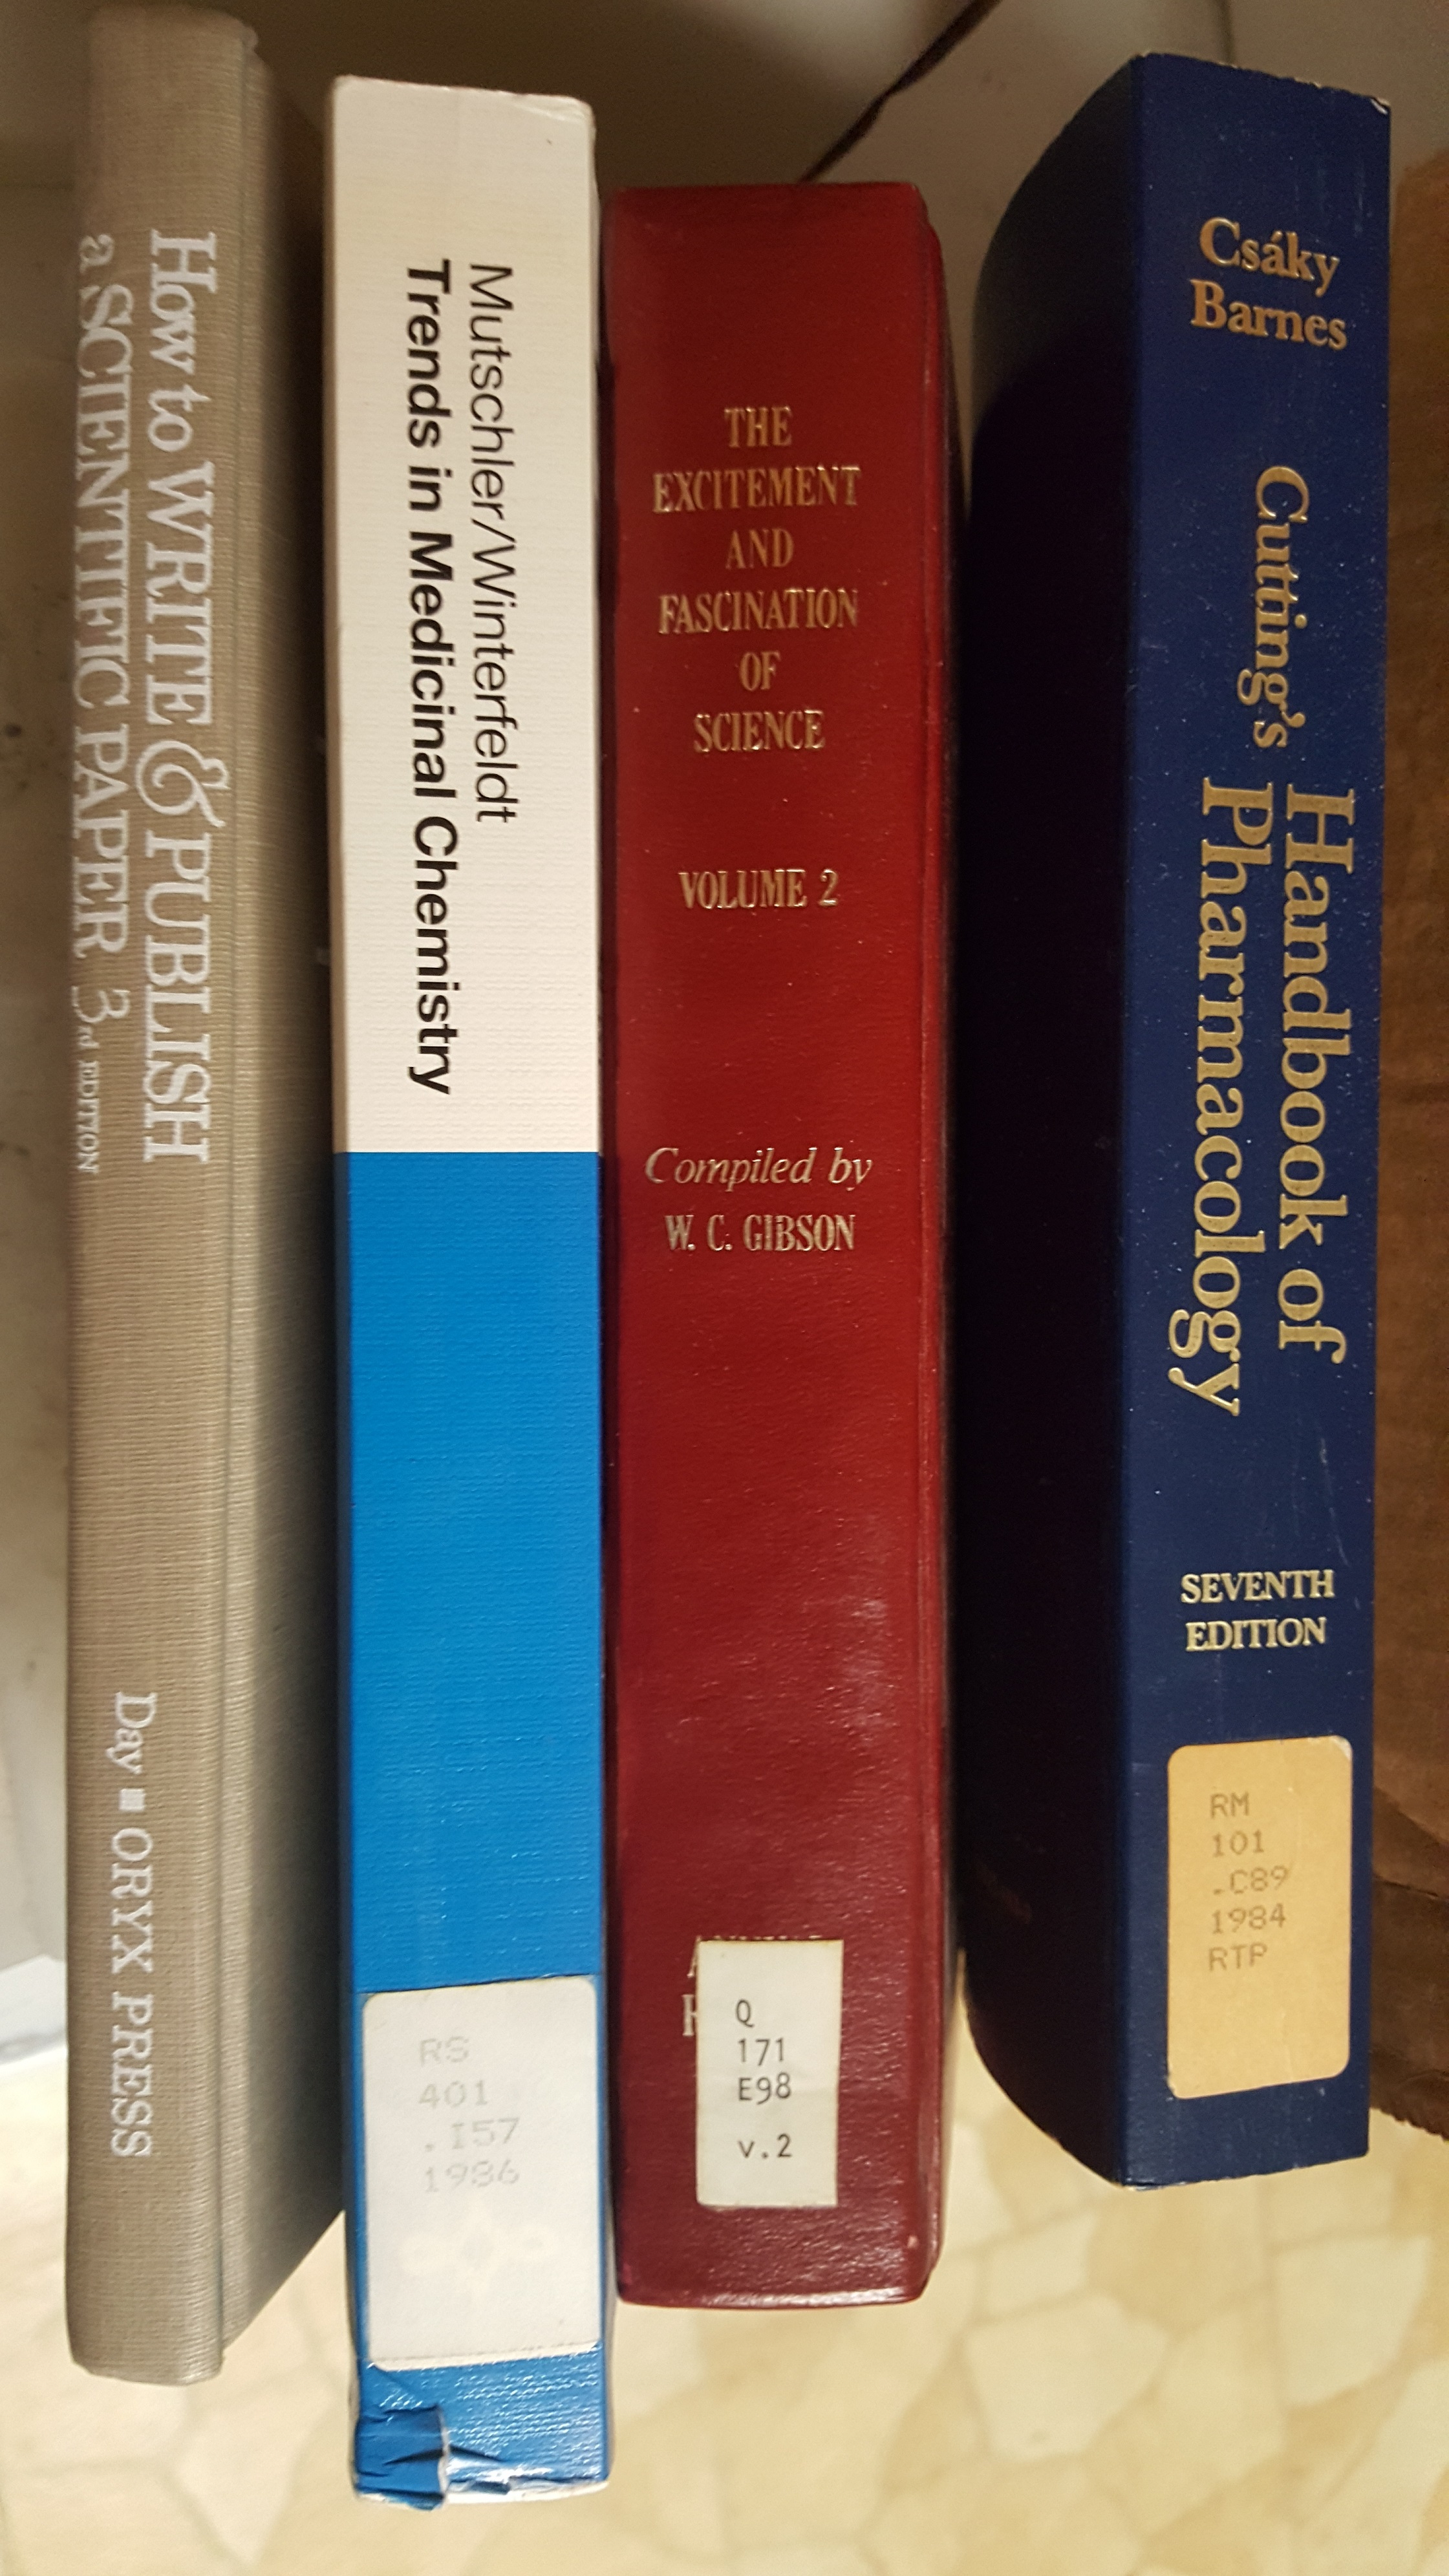 How to WRITE & PUBLISH
a SCIENTIFIC PAPER 3rd EDITION
Day ■ ORYX PRESS
Mutschler/Winterfeldt
Trends in Medicinal Chemistry
RS
401
.I57
1986
THE
EXCITEMENT
AND
FASCINATION
OF
SCIENCE
VOLUME 2
Compiled by
W. C. GIBSON
Q
171
E98
v.2
Csáky
Barnes
Cutting's
Handbook of
Pharmacology
SEVENTH
EDITION
RM
101
.C89
1984
RTP